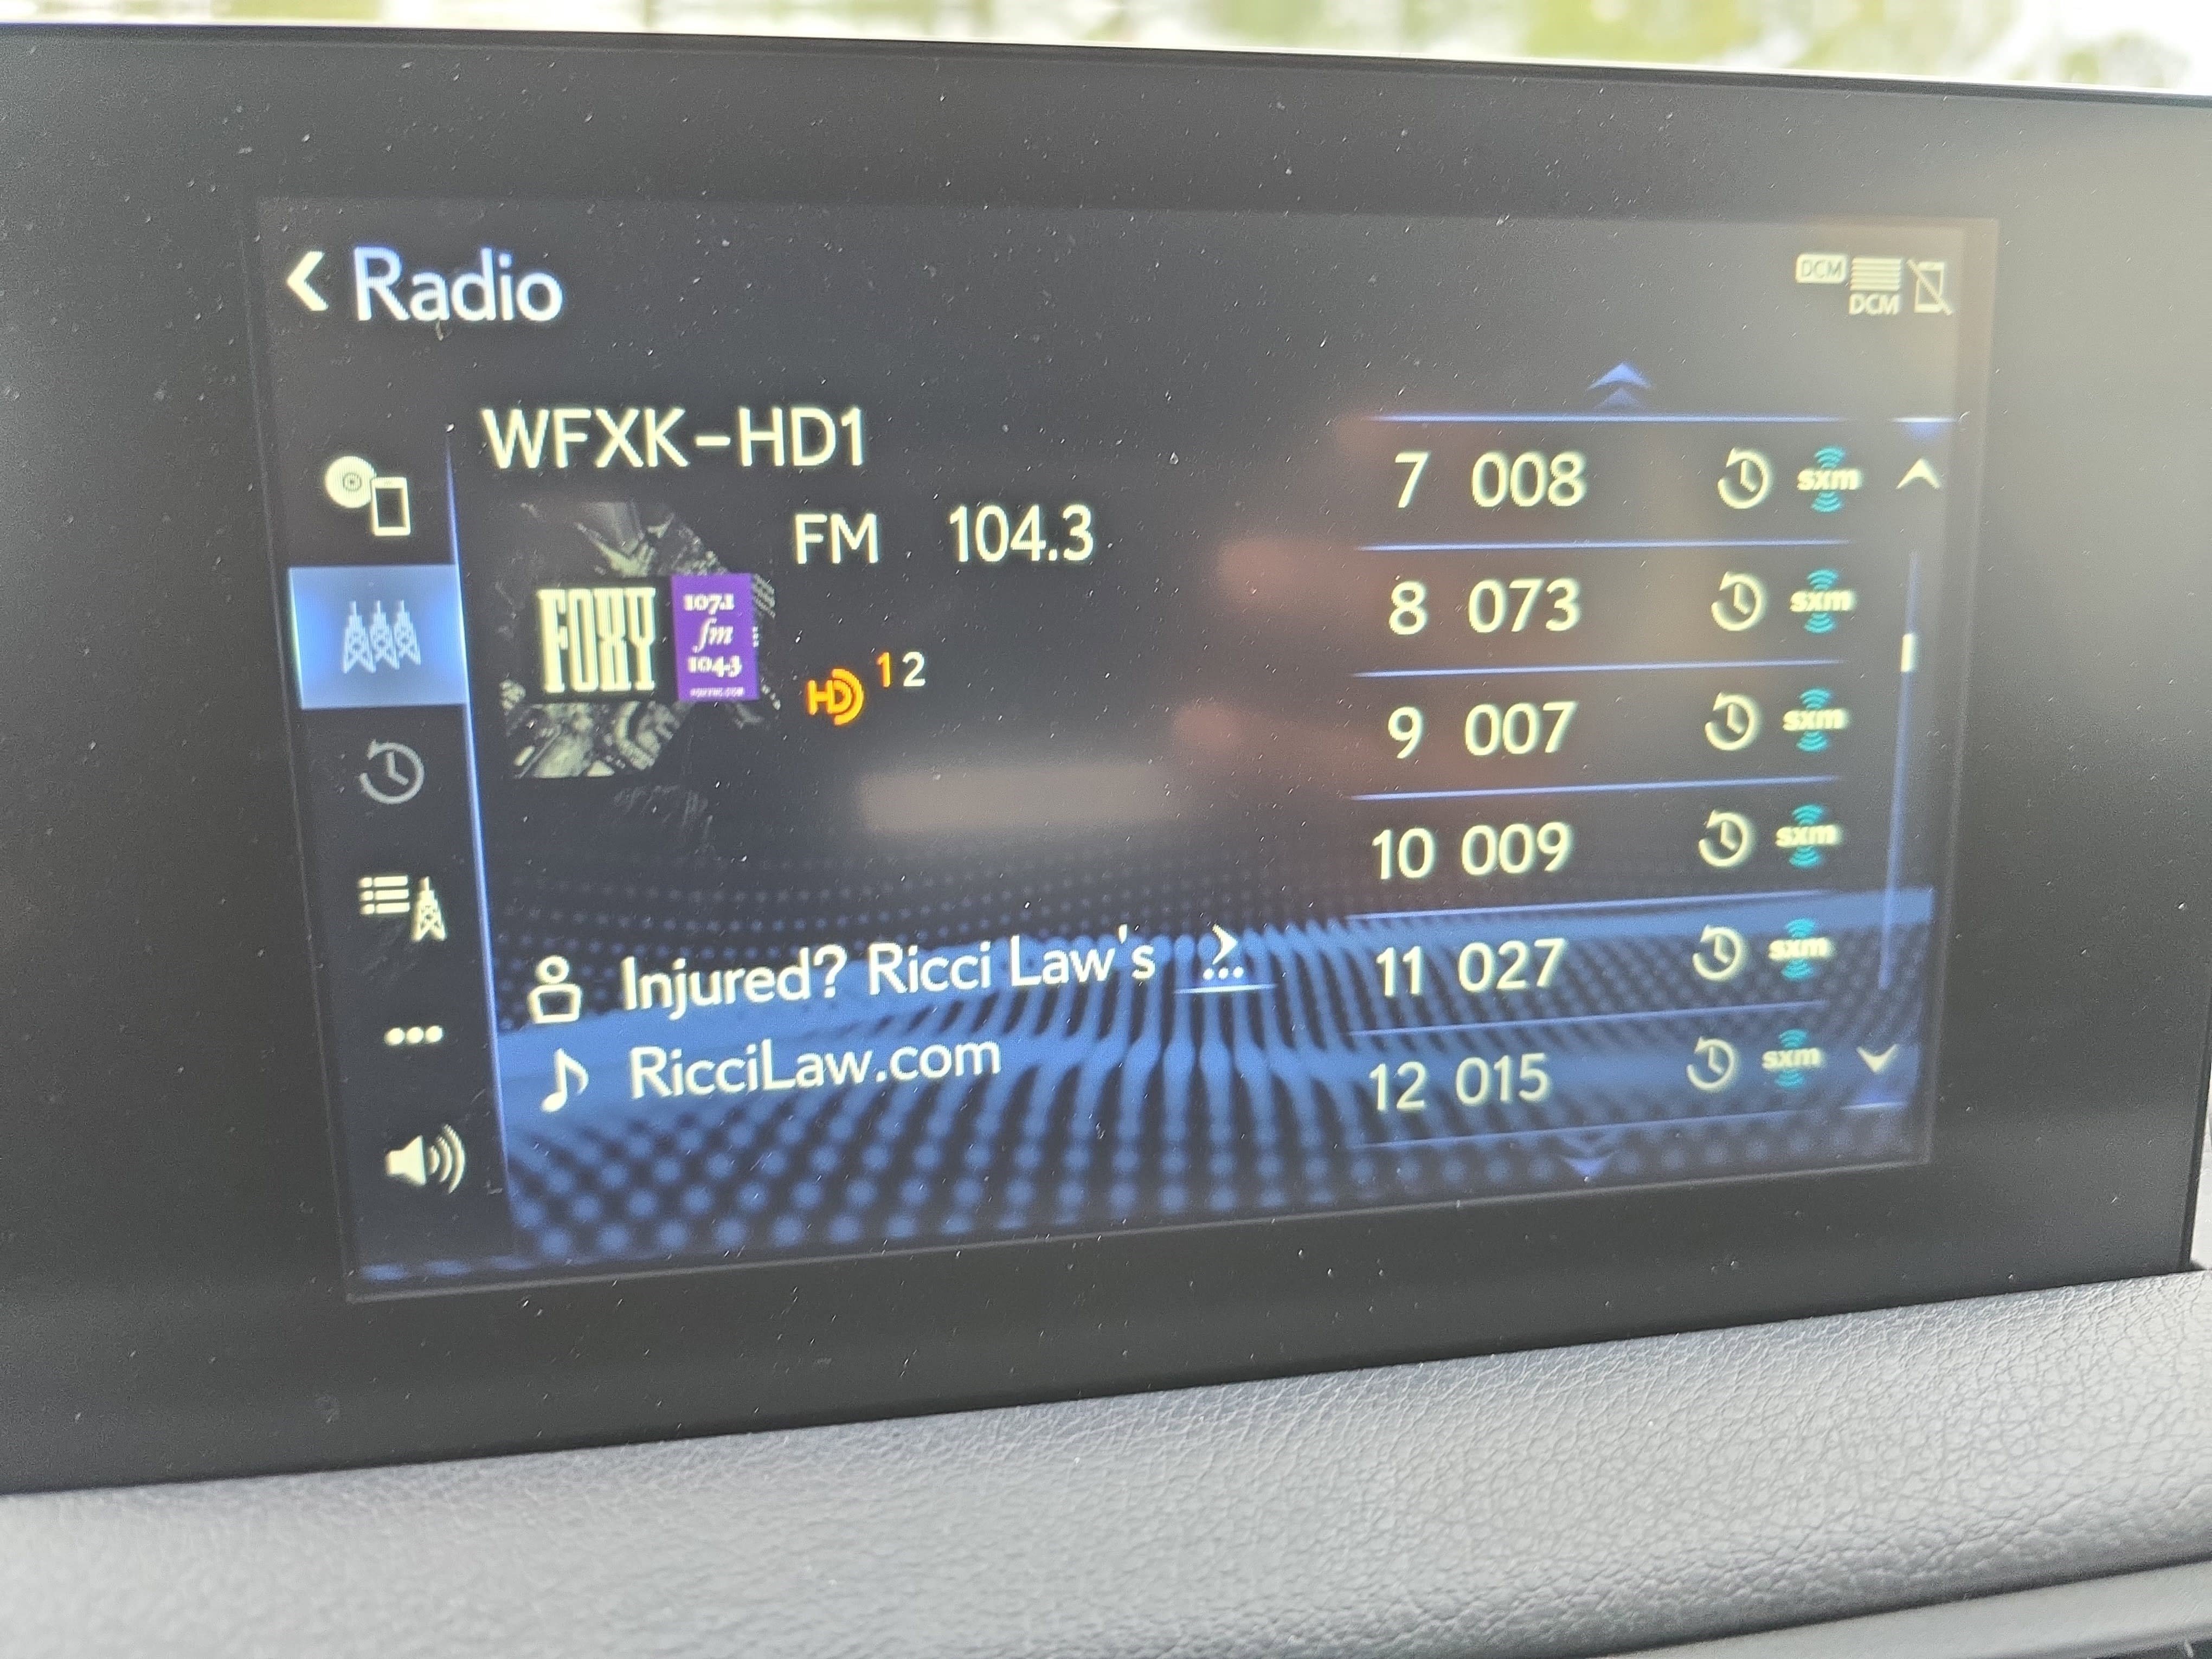 Radio
DCM
DCM
WFXK-HD1
FM 104.3
FOXY
107.1
fm
104.3
HD 1 2
Injured? Ricci Law's
RicciLaw.com
7 008 sxm
8 073 sxm
9 007 sxm
10 009 sxm
11 027 sxm
12 015 sxm